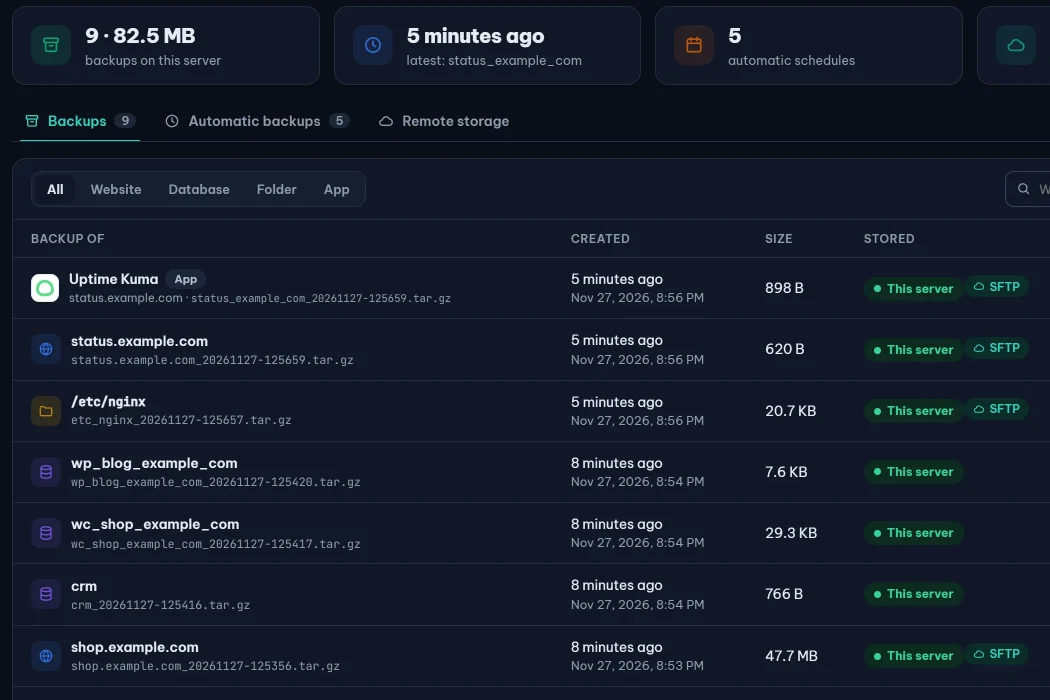 9 · 82.5 MB
backups on this server
5 minutes ago
latest: status_example_com
5
automatic schedules
Backups 9
Automatic backups 5
Remote storage
All Website Database Folder App
BACKUP OF CREATED SIZE STORED
Uptime Kuma App
status.example.com · status_example_com_20261127-125659.tar.gz
5 minutes ago
Nov 27, 2026, 8:56 PM
898 B
This server SFTP
status.example.com
status.example.com_20261127-125659.tar.gz
5 minutes ago
Nov 27, 2026, 8:56 PM
620 B
This server SFTP
/etc/nginx
etc_nginx_20261127-125657.tar.gz
5 minutes ago
Nov 27, 2026, 8:56 PM
20.7 KB
This server SFTP
wp_blog_example_com
wp_blog_example_com_20261127-125420.tar.gz
8 minutes ago
Nov 27, 2026, 8:54 PM
7.6 KB
This server
wc_shop_example_com
wc_shop_example_com_20261127-125417.tar.gz
8 minutes ago
Nov 27, 2026, 8:54 PM
29.3 KB
This server
crm
crm_20261127-125416.tar.gz
8 minutes ago
Nov 27, 2026, 8:54 PM
766 B
This server
shop.example.com
shop.example.com_20261127-125356.tar.gz
8 minutes ago
Nov 27, 2026, 8:53 PM
47.7 MB
This server SFTP